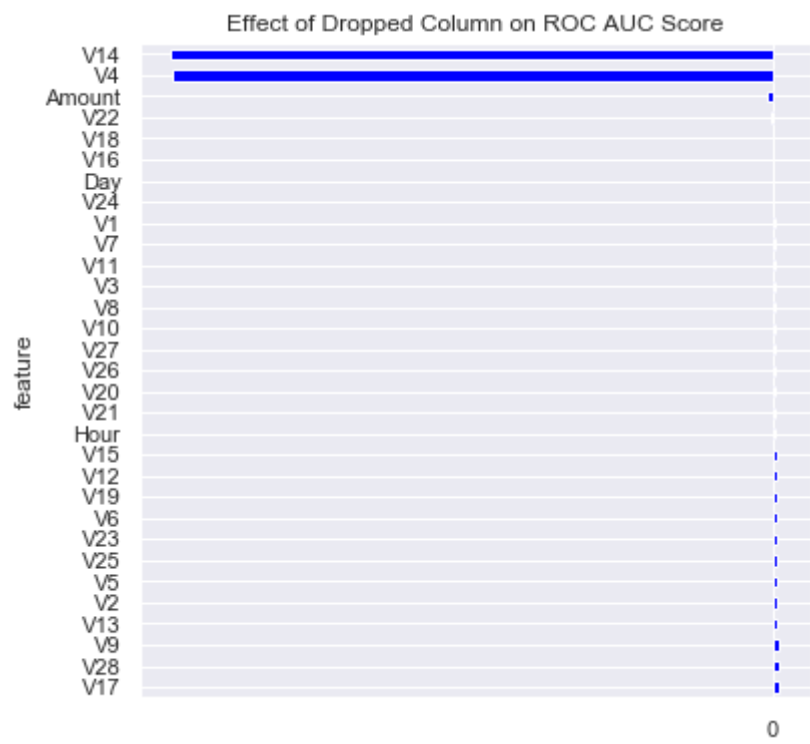 Effect of Dropped Column on ROC AUC Score
V14
V4
Amount
V22
V18
V16
Day
V24
V1
V7
V11
V3
V8
V10
V27
V26
V20
V21
Hour
V15
V12
V19
V6
V23
V25
V5
V2
V13
V9
V28
V17
feature
0